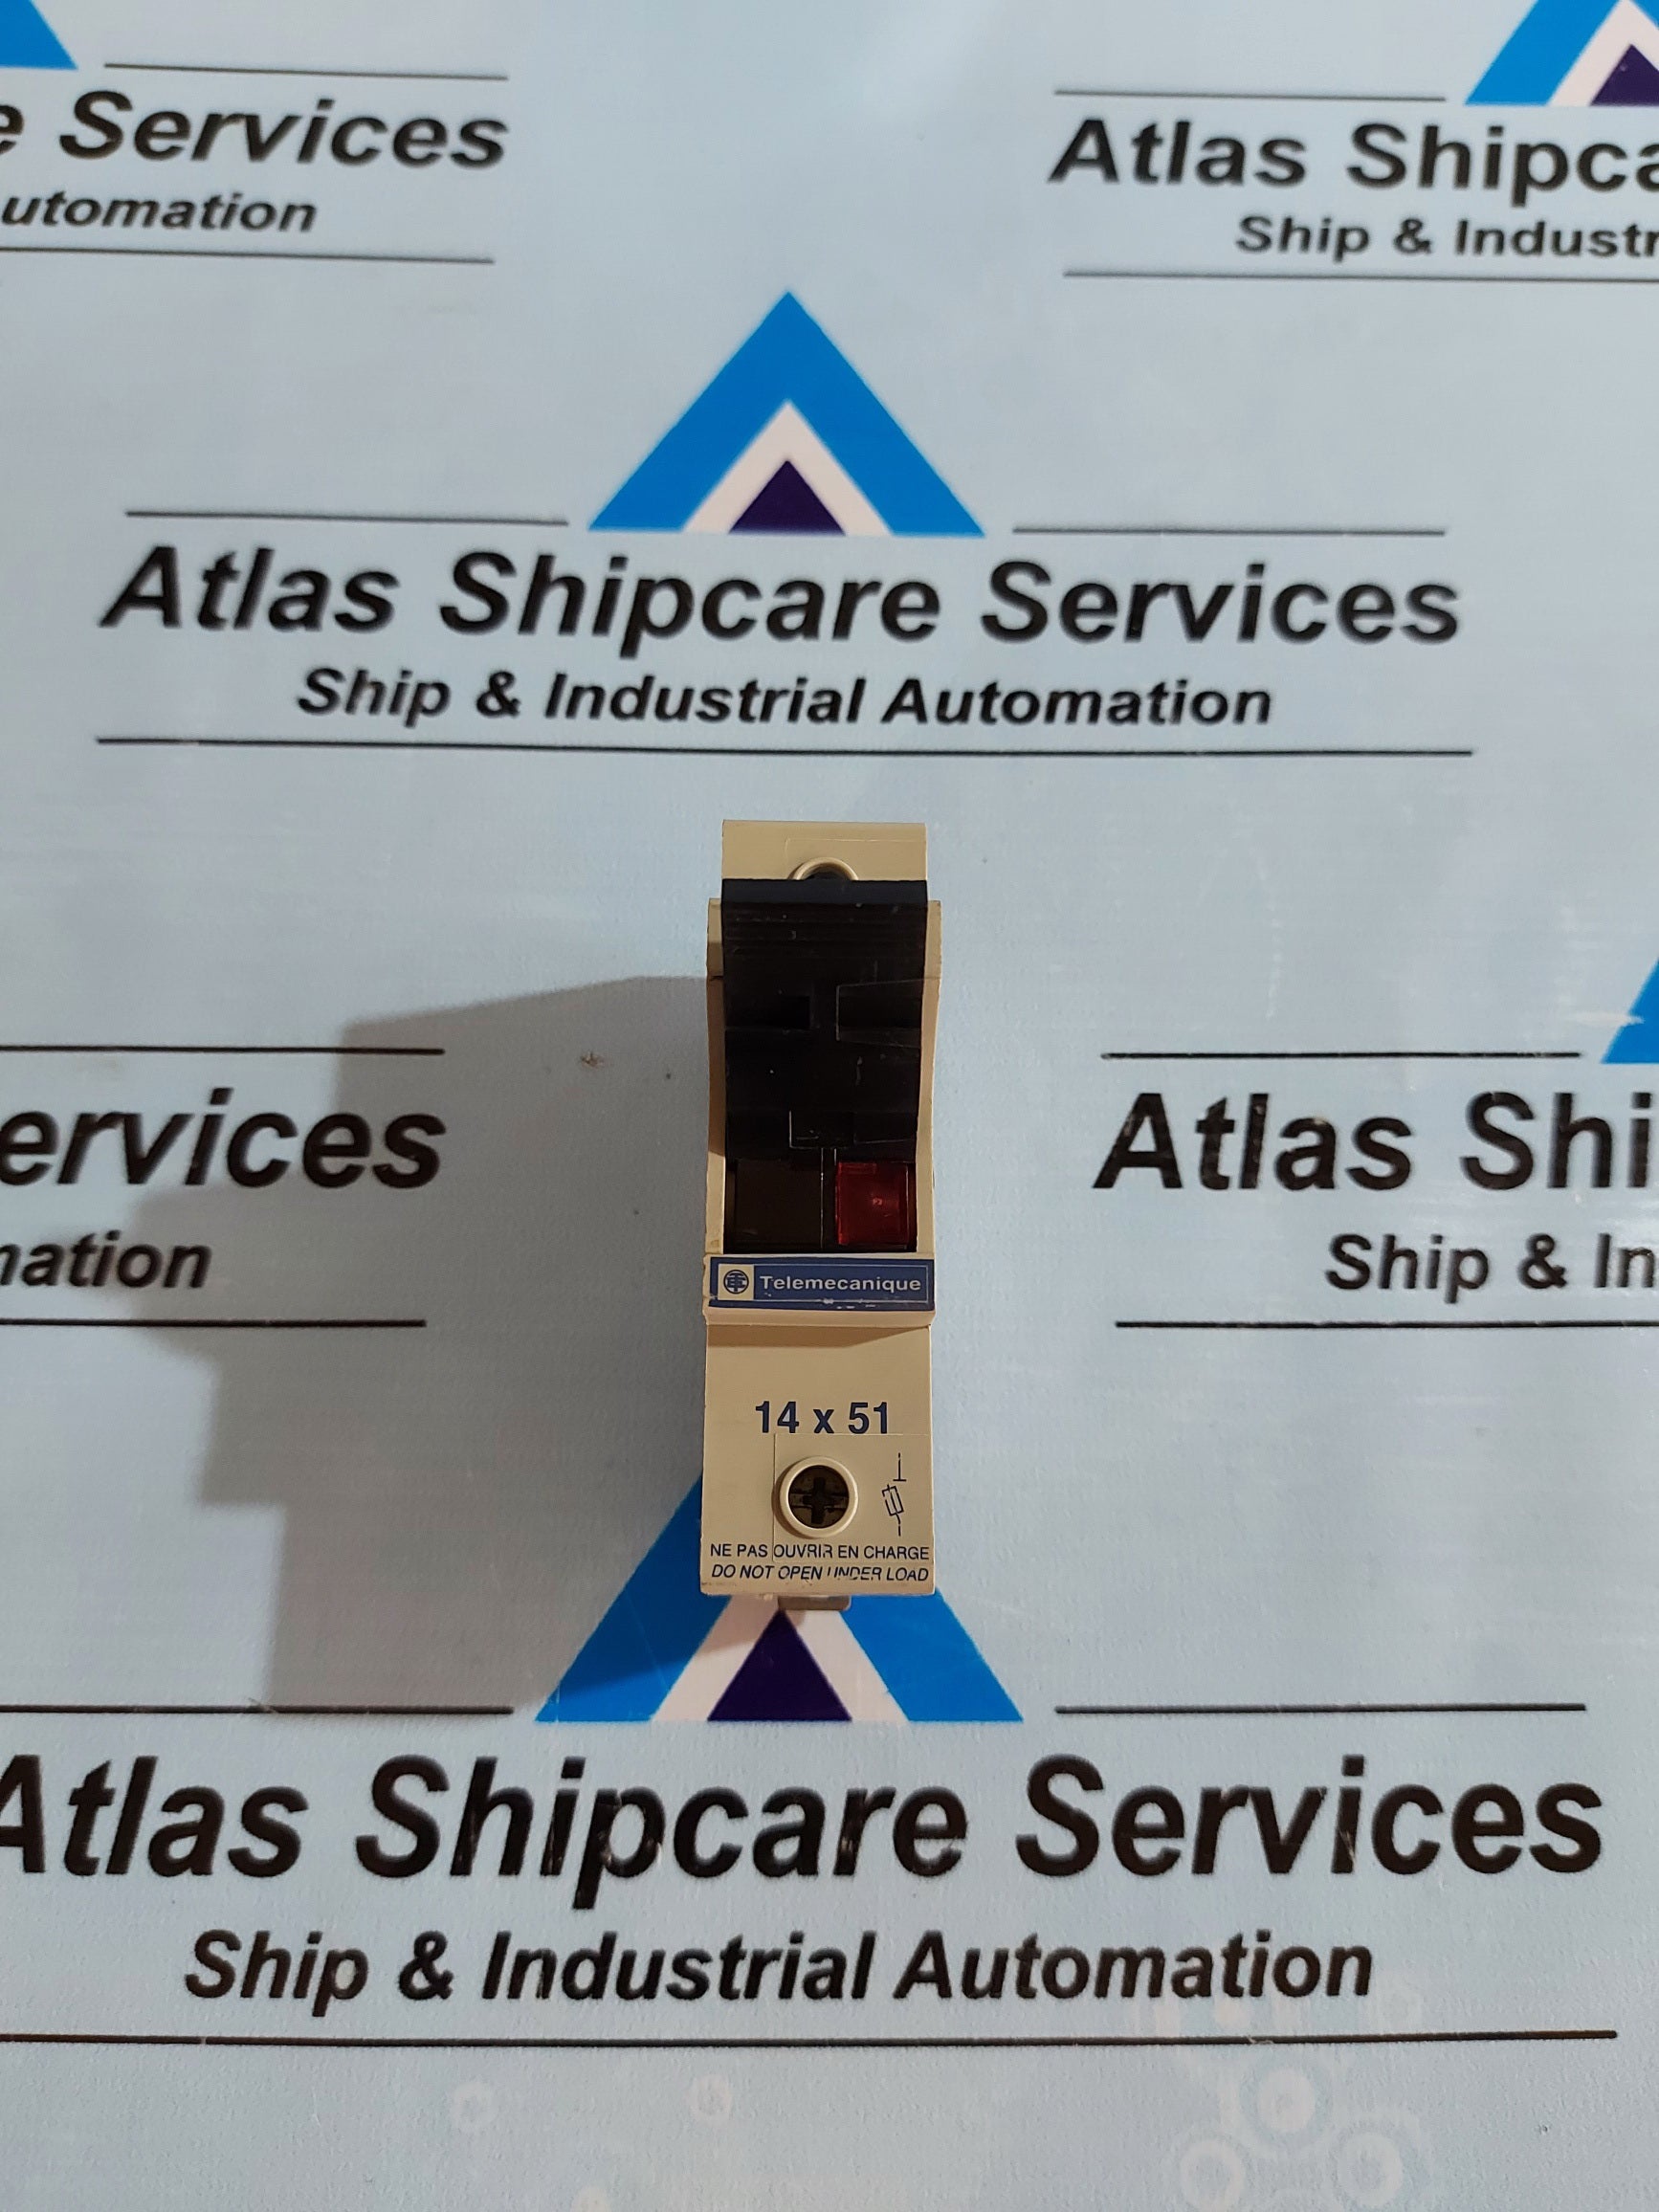 e Services
utomation
Atlas Shipca
Ship & Industr
Atlas Shipcare Services
Ship & Industrial Automation
ervices
mation
Atlas Shi
Ship & In
Telemecanique
14 x 51
NE PAS OUVRIR EN CHARGE
DO NOT OPEN UNDER LOAD
Atlas Shipcare Services
Ship & Industrial Automation